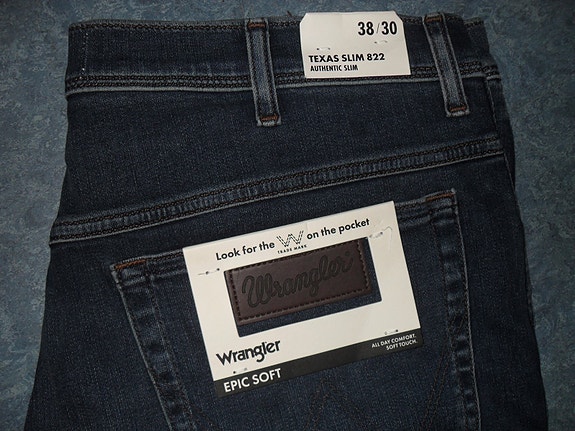 38/30
TEXAS SLIM 822
AUTHENTIC SLIM
Look for the W on the pocket
TRADE MARK
Wrangler
Wrangler
ALL DAY COMFORT.
SOFT TOUCH.
EPIC SOFT